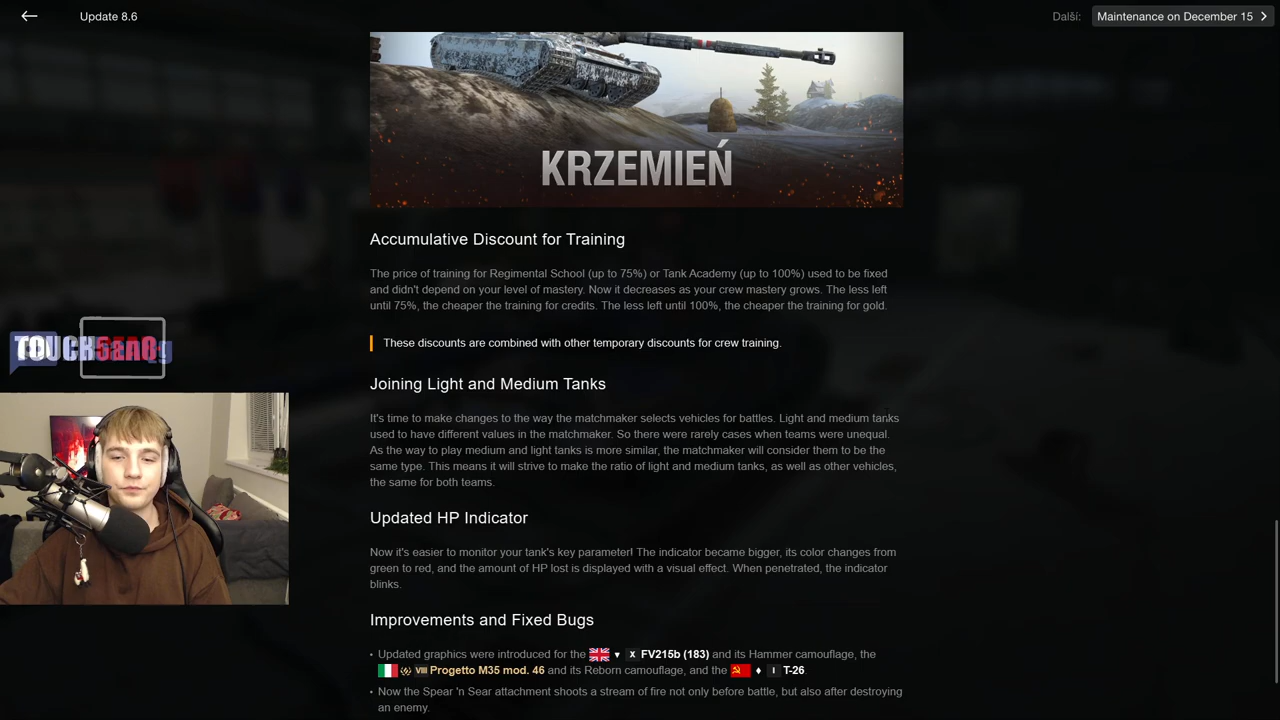 Update 8.6
Další:
Maintenance on December 15
KRZEMIEŃ
Accumulative Discount for Training
The price of training for Regimental School (up to 75%) or Tank Academy (up to 100%) used to be fixed
and didn't depend on your level of mastery. Now it decreases as your crew mastery grows. The less left
until 75%, the cheaper the training for credits. The less left until 100%, the cheaper the training for gold.
These discounts are combined with other temporary discounts for crew training.
Joining Light and Medium Tanks
It's time to make changes to the way the matchmaker selects vehicles for battles. Light and medium tanks
used to have different values in the matchmaker. So there were rarely cases when teams were unequal.
As the way to play medium and light tanks is more similar, the matchmaker will consider them to be the
same type. This means it will strive to make the ratio of light and medium tanks, as well as other vehicles,
the same for both teams.
Updated HP Indicator
Now it's easier to monitor your tank's key parameter! The indicator became bigger, its color changes from
green to red, and the amount of HP lost is displayed with a visual effect. When penetrated, the indicator
blinks.
Improvements and Fixed Bugs
• Updated graphics were introduced for the X FV215b (183) and its Hammer camouflage, the
VIII Progetto M35 mod. 46 and its Reborn camouflage, and the I T-26
• Now the Spear 'n Sear attachment shoots a stream of fire not only before battle, but also after destroying
an enemy.